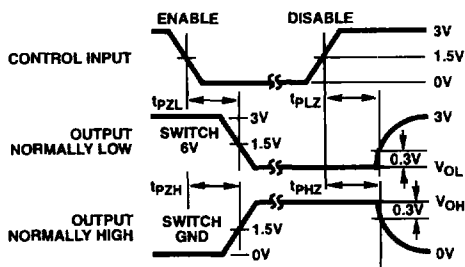 ENABLE DISABLE
3V
CONTROL INPUT 1.5V
0V
tPZL tPLZ
3V 3V
OUTPUT NORMALLY LOW
SWITCH 6V
1.5V
0.3V
VOL
tPZH tPHZ
VOH
OUTPUT NORMALLY HIGH
SWITCH GND
0.3V
1.5V
0V 0V